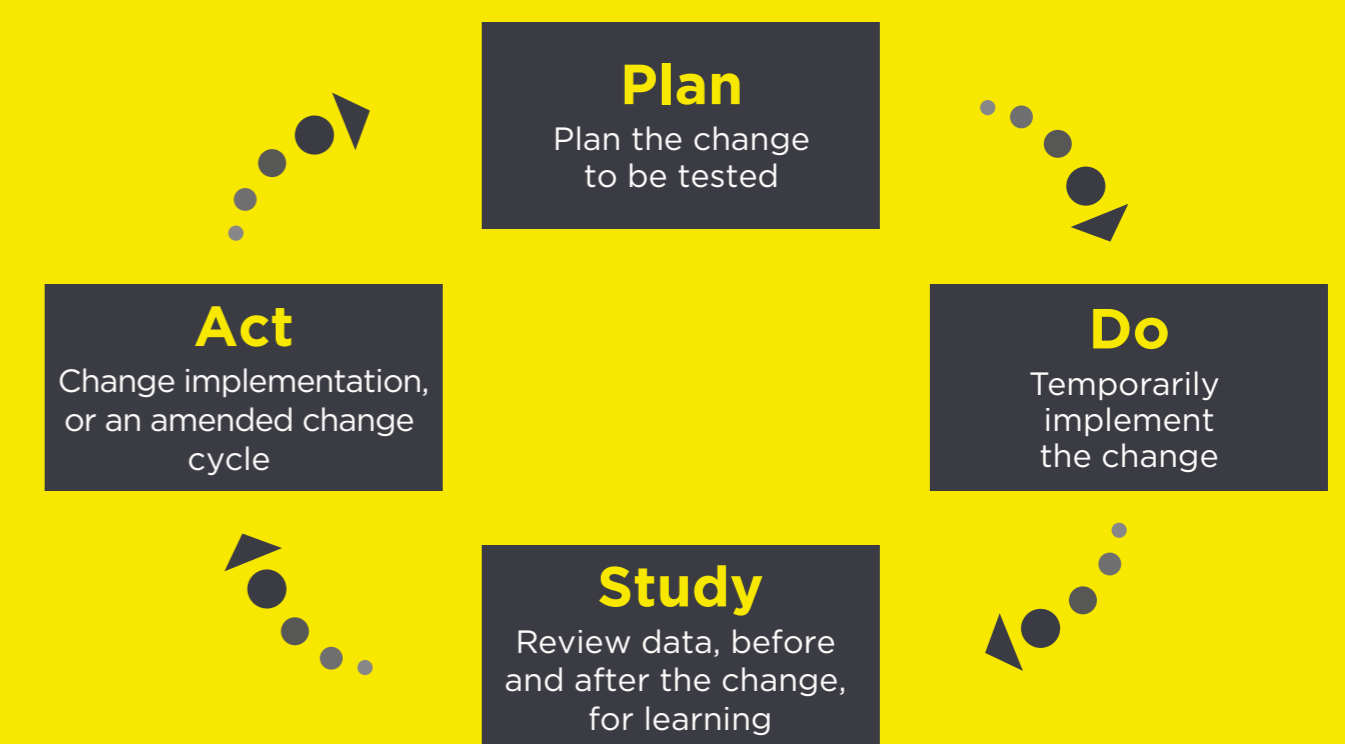 Plan
Plan the change
to be tested
Do
Temporarily
implement
the change
Study
Review data, before
and after the change,
for learning
Act
Change implementation,
or an amended change
cycle